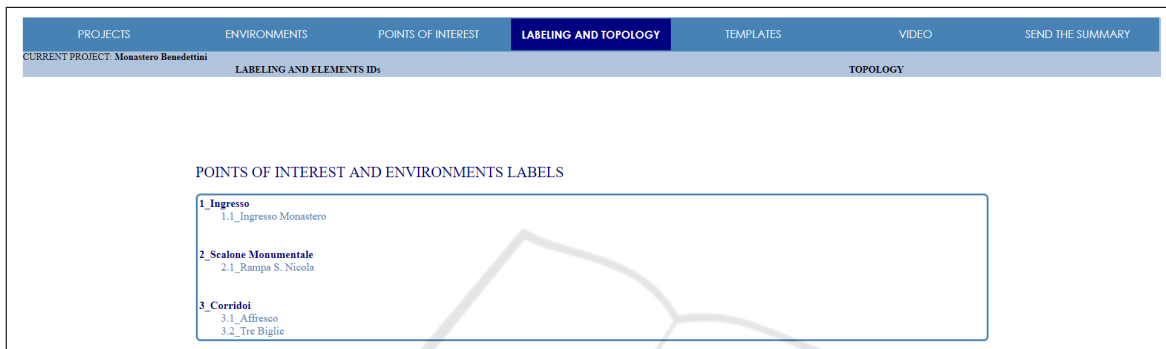 PROJECTS ENVIRONMENTS POINTS OF INTEREST LABELING AND TOPOLOGY TEMPLATES VIDEO SEND THE SUMMARY
CURRENT PROJECT: Monastero Benedettini
LABELING AND ELEMENTS IDs TOPOLOGY
POINTS OF INTEREST AND ENVIRONMENTS LABELS
1_Ingresso
1.1_Ingresso Monastero
2_Scalone Monumentale
2.1_Rampa S. Nicola
3_Corridoi
3.1_Affresco
3.2_Tre Biglie